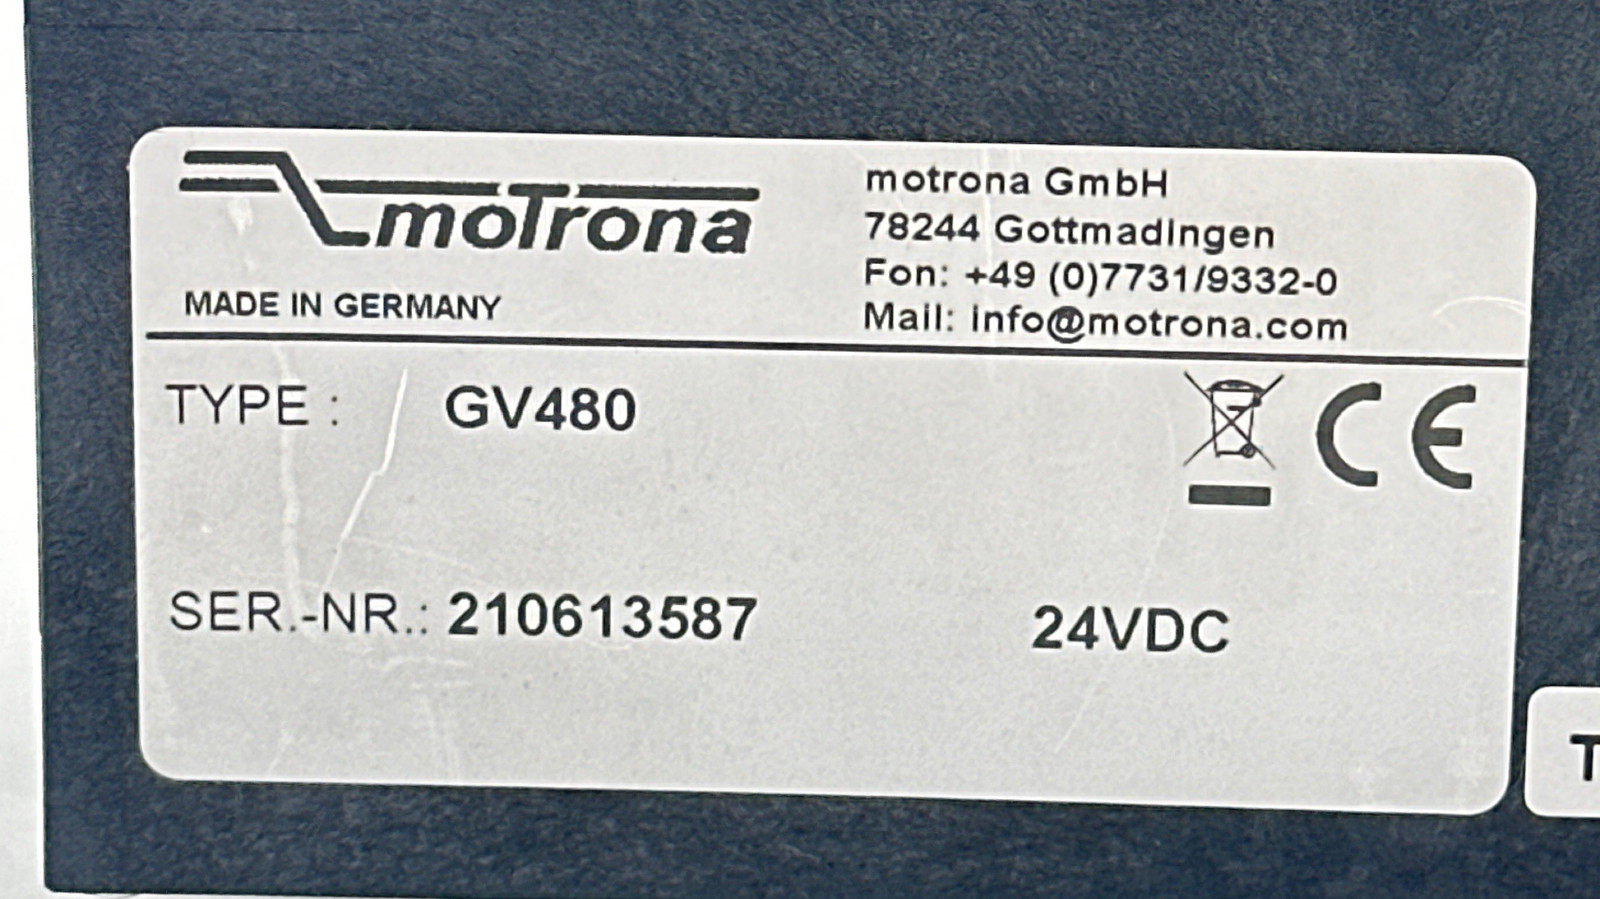 moTrona
MADE IN GERMANY
motrona GmbH
78244 Gottmadingen
Fon: +49 (0)7731/9332-0
Mail: info@motrona.com
TYPE : GV480
CE
SER.-NR.: 210613587 24VDC
T